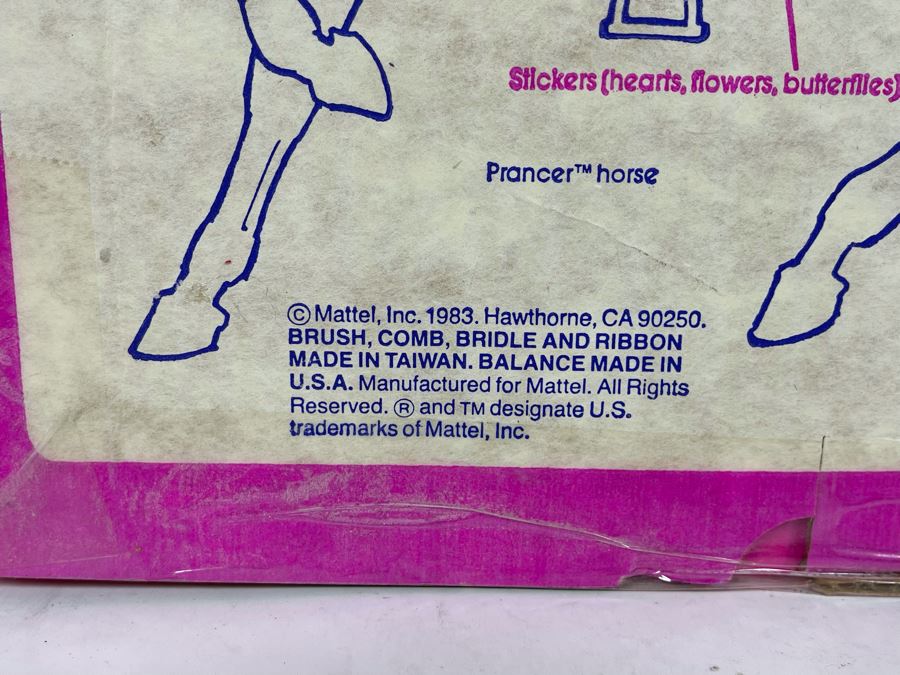 Stickers (hearts, flowers, butterflies)
Prancer™ horse
©Mattel, Inc. 1983. Hawthorne, CA 90250.
BRUSH, COMB, BRIDLE AND RIBBON
MADE IN TAIWAN. BALANCE MADE IN
U.S.A. Manufactured for Mattel. All Rights
Reserved. ® and TM designate U.S.
trademarks of Mattel, Inc.